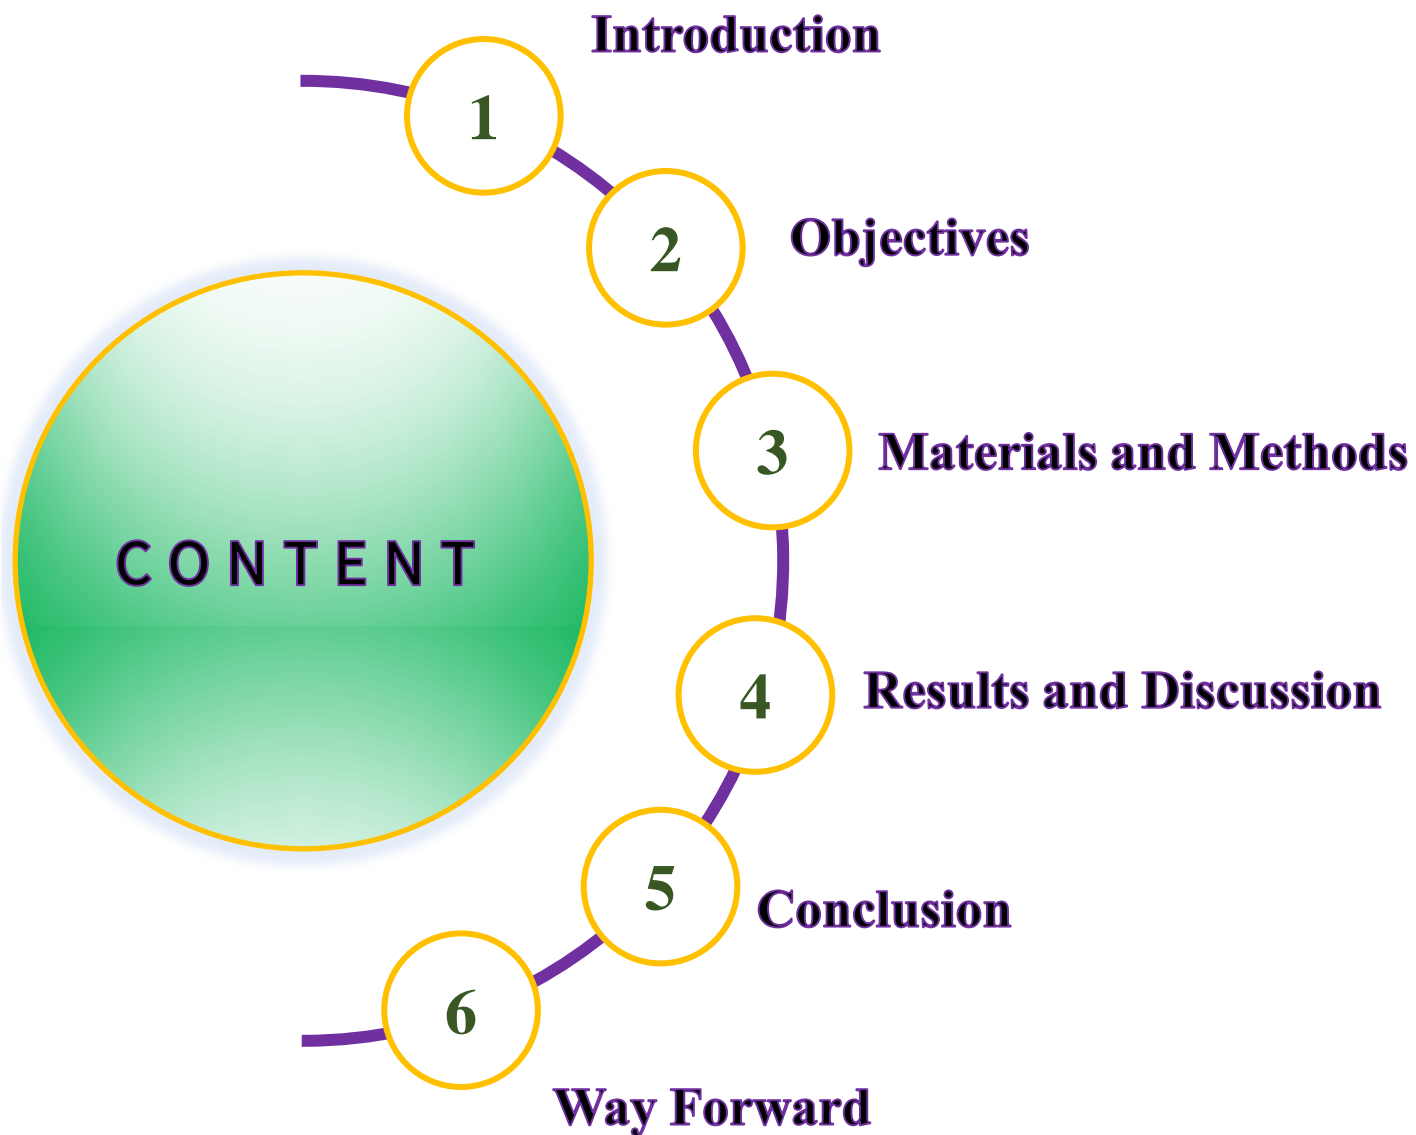 Introduction
1
2
Objectives
3
Materials and Methods
CONTENT
4
Results and Discussion
5
Conclusion
6
Way Forward